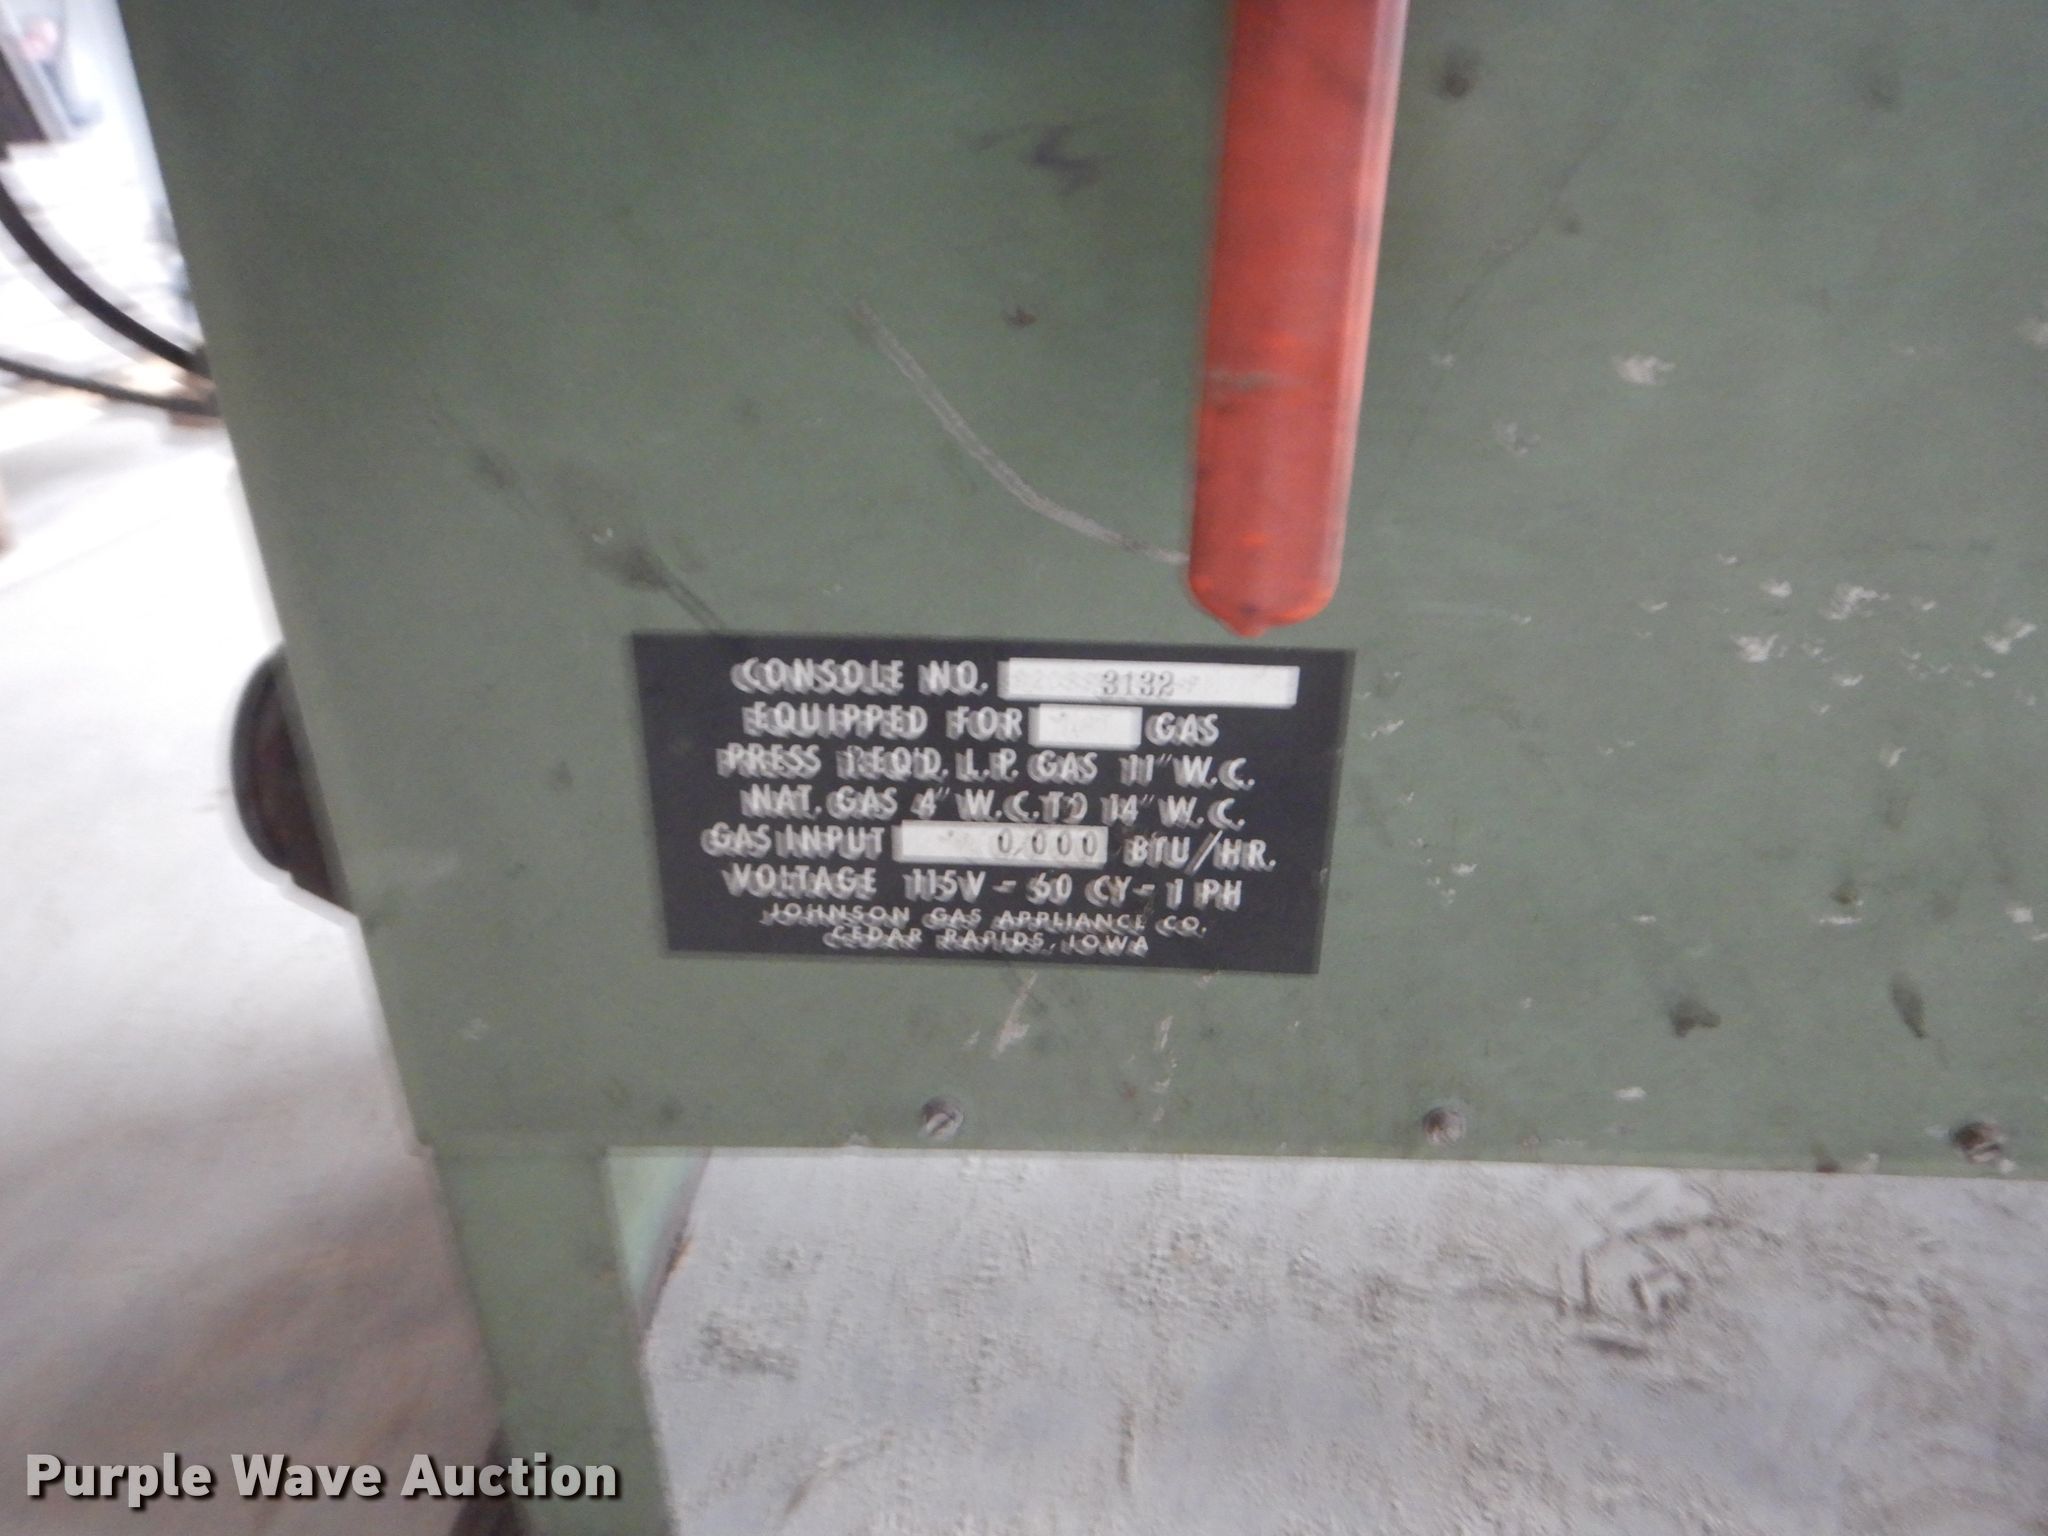 CONSOLE NO. 3132
EQUIPPED FOR GAS
PRESS REQ'D. L.P. GAS 11" W.C.
NAT. GAS 4" W.C. TO 14" W.C.
GAS INPUT 0,000 BTU/HR.
VOLTAGE 115V - 60 CY - 1 PH
JOHNSON GAS APPLIANCE CO.
CEDAR RAPIDS, IOWA
Purple Wave Auction